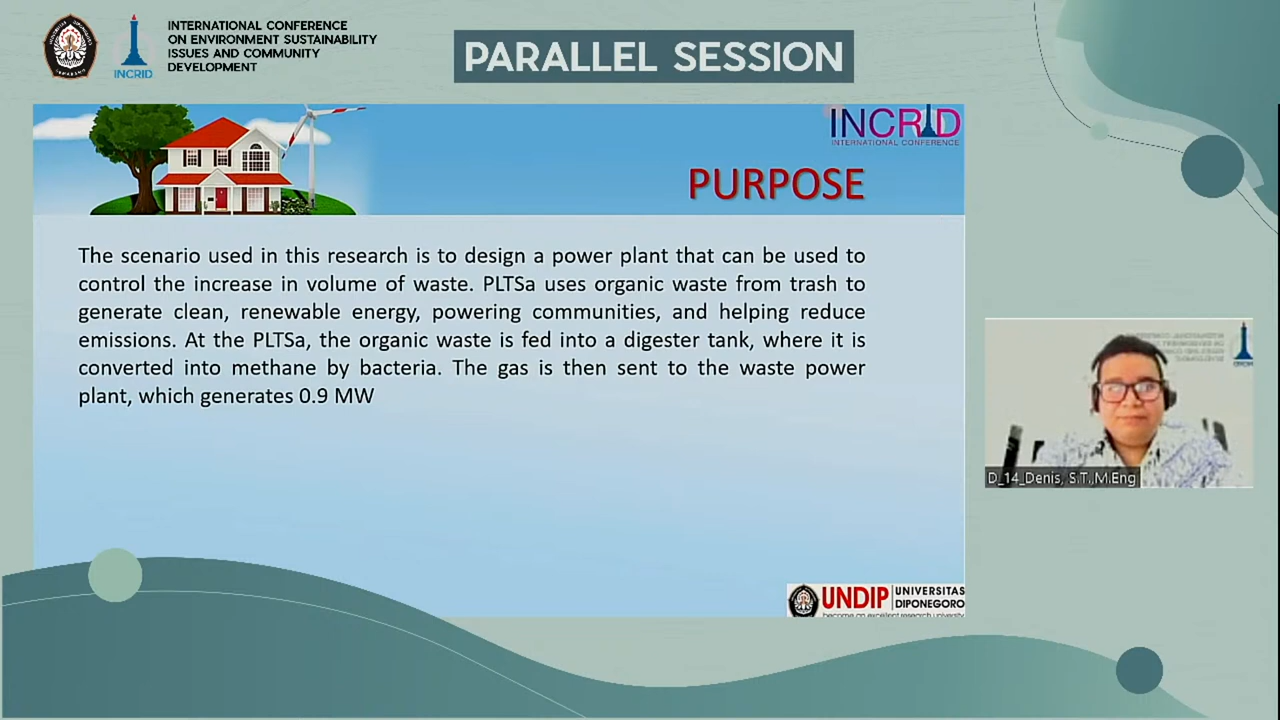 INTERNATIONAL CONFERENCE
ON ENVIRONMENT SUSTAINABILITY
ISSUES AND COMMUNITY
DEVELOPMENT
INCRID
PARALLEL SESSION
INCRID
INTERNATIONAL CONFERENCE
PURPOSE
The scenario used in this research is to design a power plant that can be used to
control the increase in volume of waste. PLTSa uses organic waste from trash to
generate clean, renewable energy, powering communities, and helping reduce
emissions. At the PLTSa, the organic waste is fed into a digester tank, where it is
converted into methane by bacteria. The gas is then sent to the waste power
plant, which generates 0.9 MW
D_14_Denis, S.T.,M.Eng
UNDIP UNIVERSITAS
DIPONEGORO
become an excellent research university